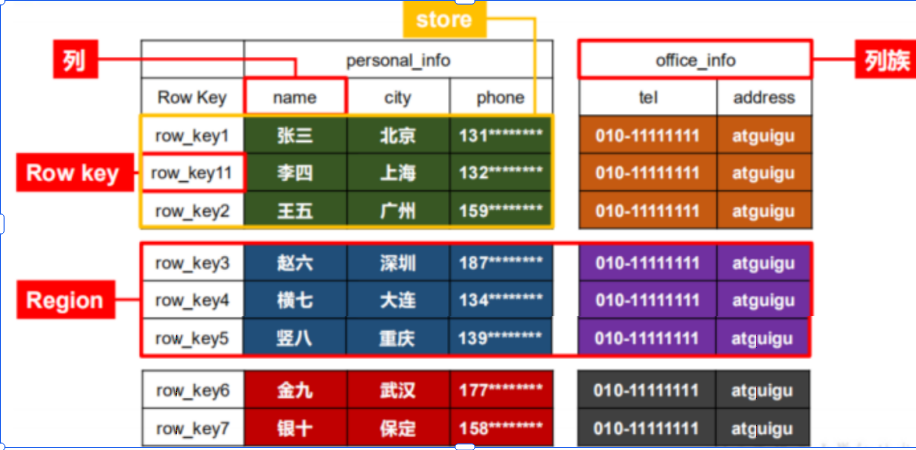 store
列
personal_info
office_info
列族
Row Key name city phone tel address
row_key1 张三 北京 131******** 010-11111111 atguigu
Row key
row_key11 李四 上海 132******** 010-11111111 atguigu
row_key2 王五 广州 159******** 010-11111111 atguigu
row_key3 赵六 深圳 187******** 010-11111111 atguigu
Region
row_key4 横七 大连 134******** 010-11111111 atguigu
row_key5 竖八 重庆 139******** 010-11111111 atguigu
row_key6 金九 武汉 177******** 010-11111111 atguigu
row_key7 银十 保定 158******** 010-11111111 atguigu